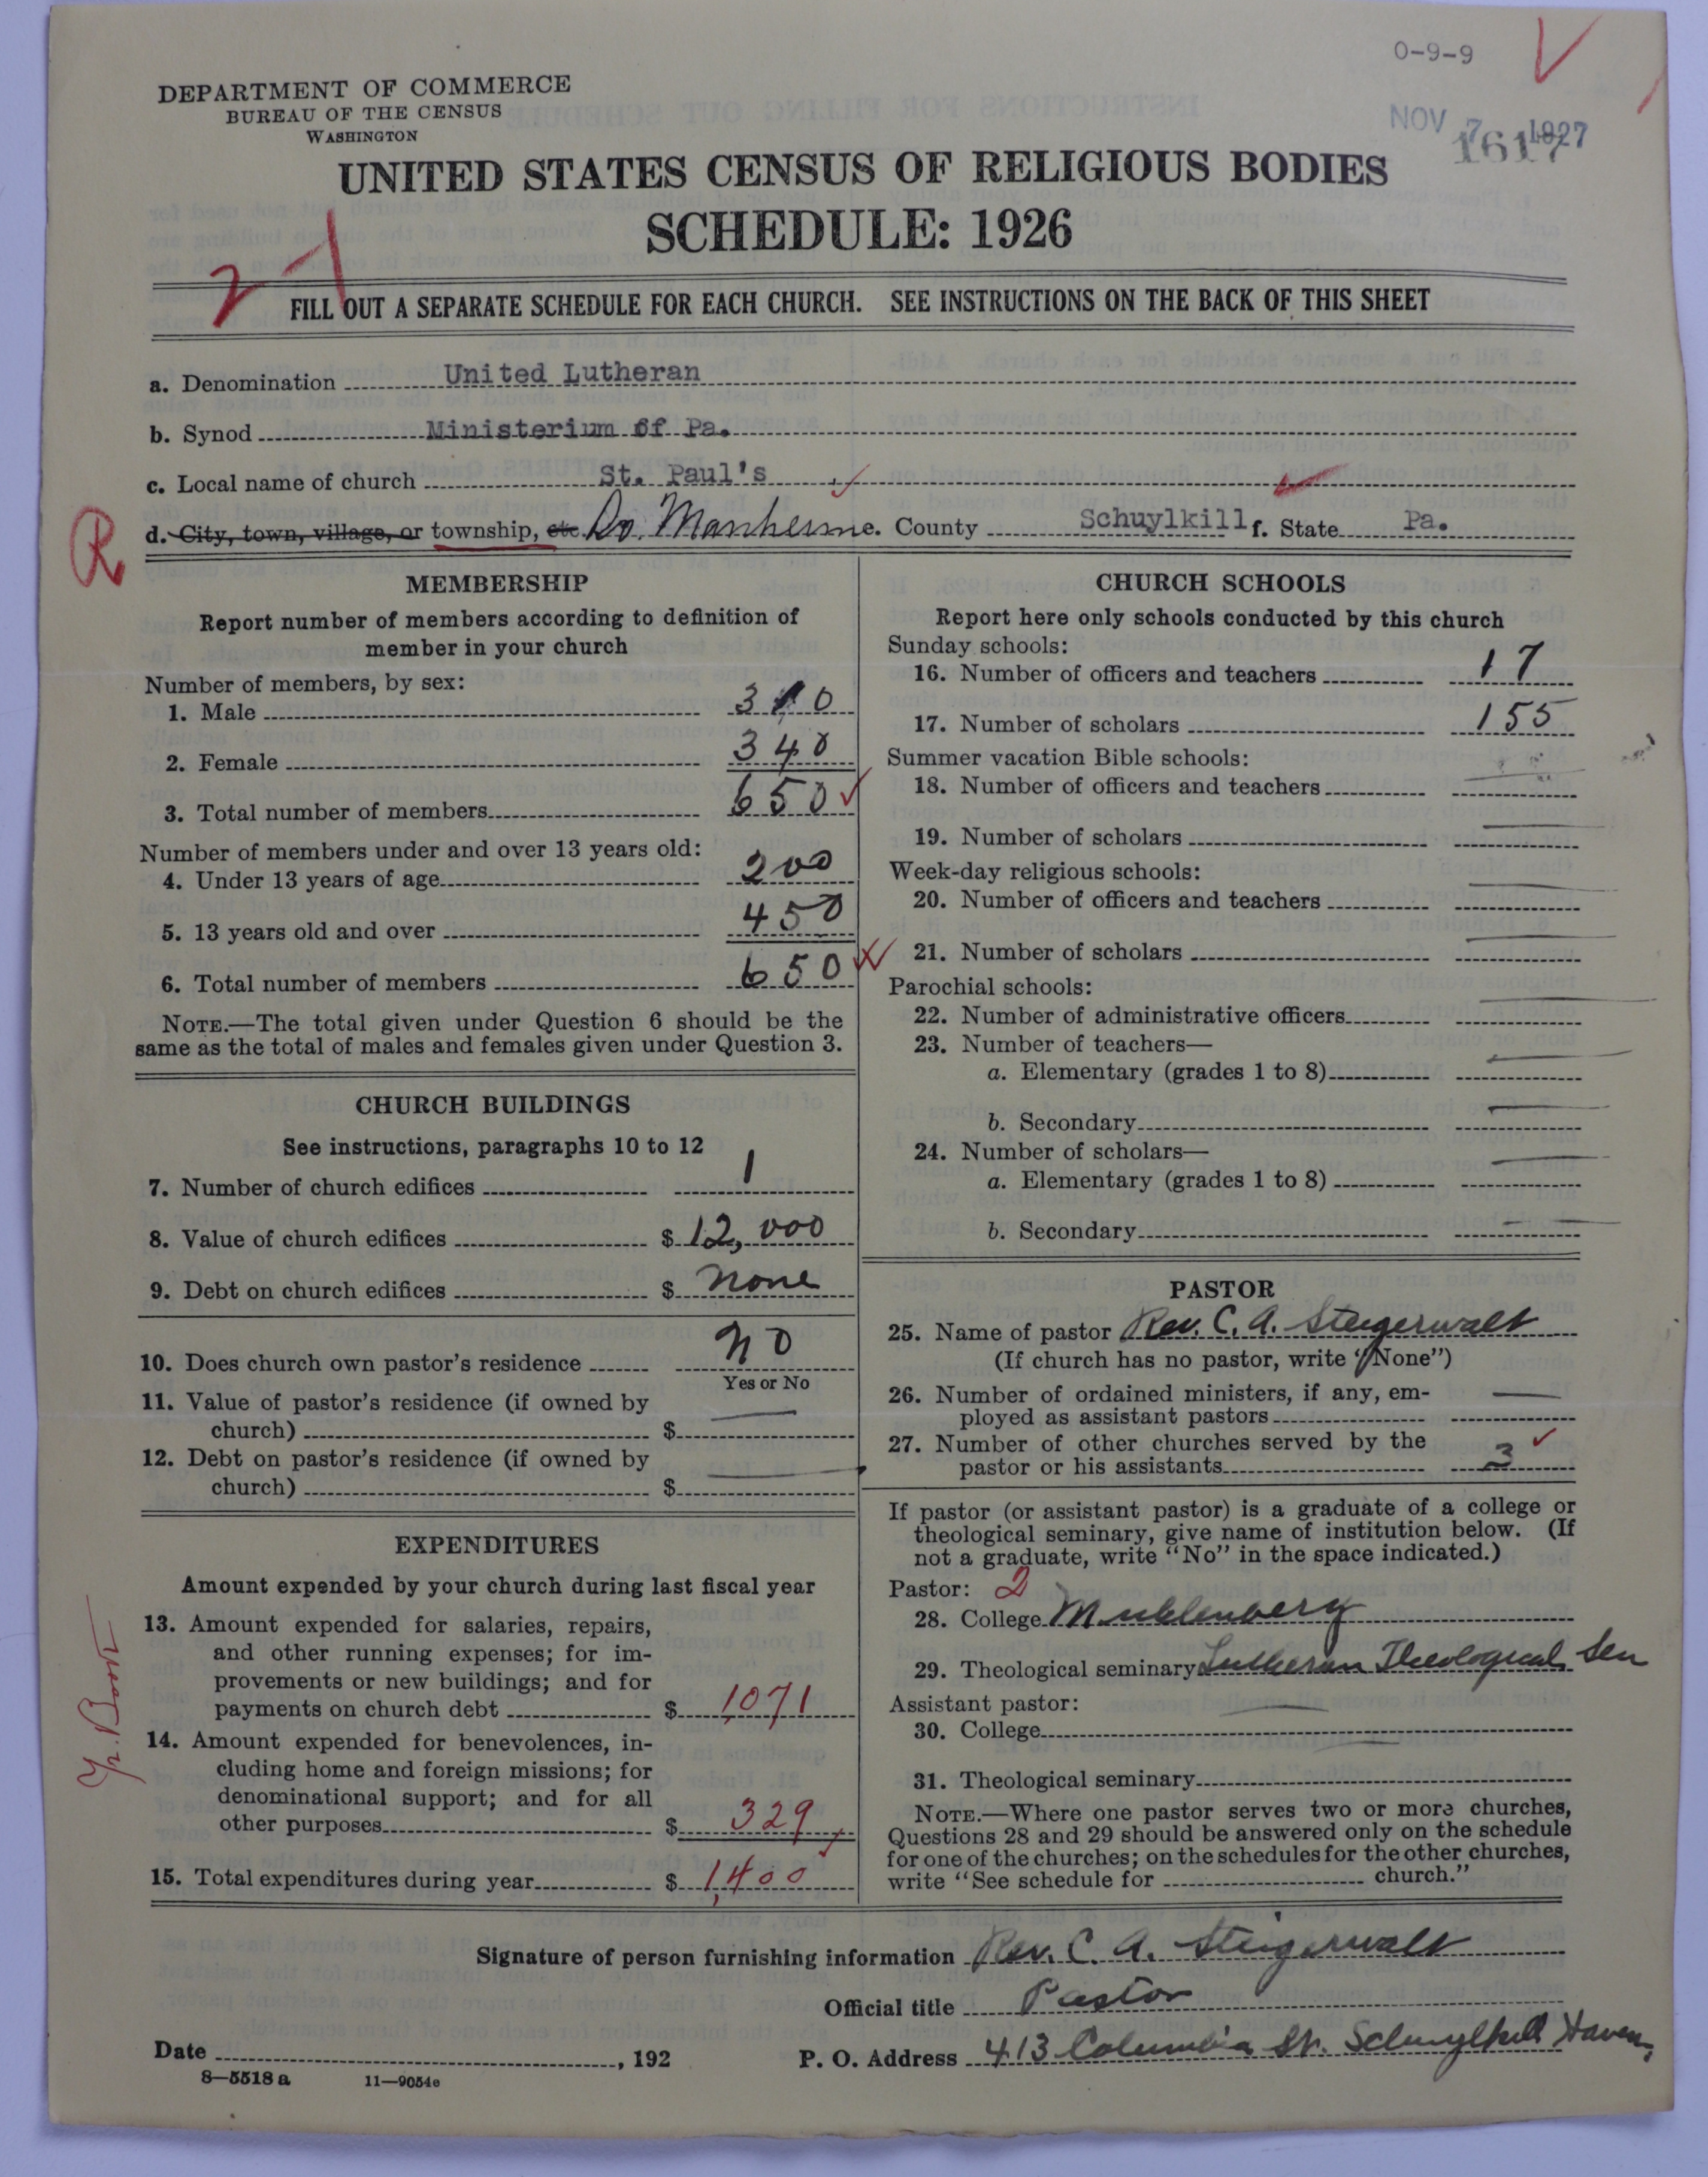 0-9-9
NOV 7 1927
1617
DEPARTMENT OF COMMERCE
BUREAU OF THE CENSUS
WASHINGTON
UNITED STATES CENSUS OF RELIGIOUS BODIES
SCHEDULE: 1926
FILL OUT A SEPARATE SCHEDULE FOR EACH CHURCH. SEE INSTRUCTIONS ON THE BACK OF THIS SHEET
a. Denomination United Lutheran
b. Synod Ministerium of Pa.
c. Local name of church St. Paul's
d. City, town, village, or township, etc. So. Manheim e. County Schuylkill f. State Pa.
R
MEMBERSHIP
Report number of members according to definition of
member in your church
Number of members, by sex:
1. Male 310
2. Female 340
3. Total number of members 650
Number of members under and over 13 years old:
4. Under 13 years of age 200
5. 13 years old and over 450
6. Total number of members 650
NOTE.—The total given under Question 6 should be the
same as the total of males and females given under Question 3.
CHURCH BUILDINGS
See instructions, paragraphs 10 to 12
7. Number of church edifices 1
8. Value of church edifices $ 12,000
9. Debt on church edifices $ none
10. Does church own pastor's residence no
Yes or No
11. Value of pastor's residence (if owned by
church) $ —
12. Debt on pastor's residence (if owned by
church) $ —
EXPENDITURES
Amount expended by your church during last fiscal year
13. Amount expended for salaries, repairs,
and other running expenses; for im-
provements or new buildings; and for
payments on church debt $ 1,071
14. Amount expended for benevolences, in-
cluding home and foreign missions; for
denominational support; and for all
other purposes $ 329
15. Total expenditures during year $ 1,400
Yr. Book
CHURCH SCHOOLS
Report here only schools conducted by this church
Sunday schools:
16. Number of officers and teachers 17
17. Number of scholars 155
Summer vacation Bible schools:
18. Number of officers and teachers —
19. Number of scholars —
Week-day religious schools:
20. Number of officers and teachers —
21. Number of scholars —
Parochial schools:
22. Number of administrative officers —
23. Number of teachers—
a. Elementary (grades 1 to 8) —
b. Secondary —
24. Number of scholars—
a. Elementary (grades 1 to 8) —
b. Secondary —
PASTOR
25. Name of pastor Rev. C. A. Steigerwalt
(If church has no pastor, write "None")
26. Number of ordained ministers, if any, em-
ployed as assistant pastors —
27. Number of other churches served by the
pastor or his assistants 3
If pastor (or assistant pastor) is a graduate of a college or
theological seminary, give name of institution below. (If
not a graduate, write "No" in the space indicated.)
Pastor: 2
28. College Muhlenberg
29. Theological seminary Lutheran Theological Sem
Assistant pastor: —
30. College
31. Theological seminary
NOTE.—Where one pastor serves two or more churches,
Questions 28 and 29 should be answered only on the schedule
for one of the churches; on the schedules for the other churches,
write "See schedule for church."
Signature of person furnishing information Rev. C. A. Steigerwalt
Official title Pastor
Date , 192
P. O. Address 413 Columbia St. Schuylkill Haven,
8—5518 a 11—9054e